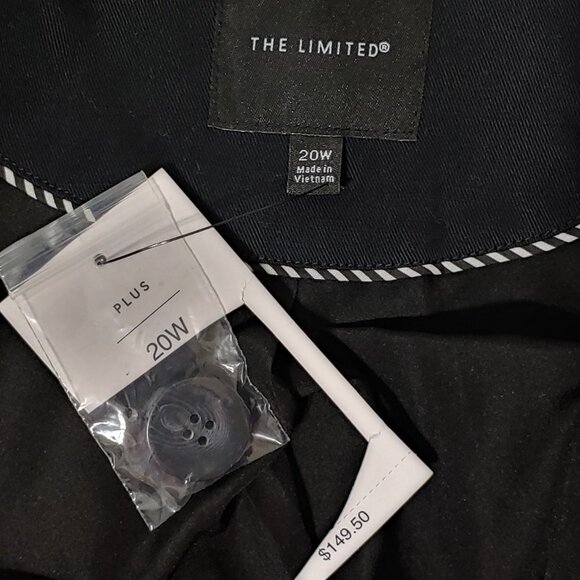 THE LIMITED®
20W
Made in
Vietnam
PLUS
20W
$149.50